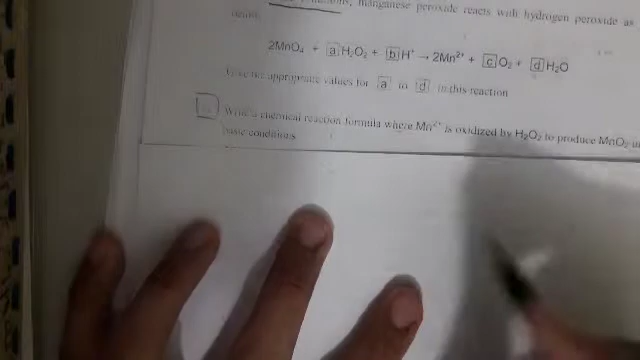 manganese peroxide reacts with hydrogen peroxide as
2MnO₄ + a H₂O₂ + b H⁺ → 2Mn²⁺ + c O₂ + d H₂O
appropriate values for a to d in this reaction
Write a chemical reaction formula where Mn²⁺ is oxidized by H₂O₂ to produce MnO₂
basic conditions